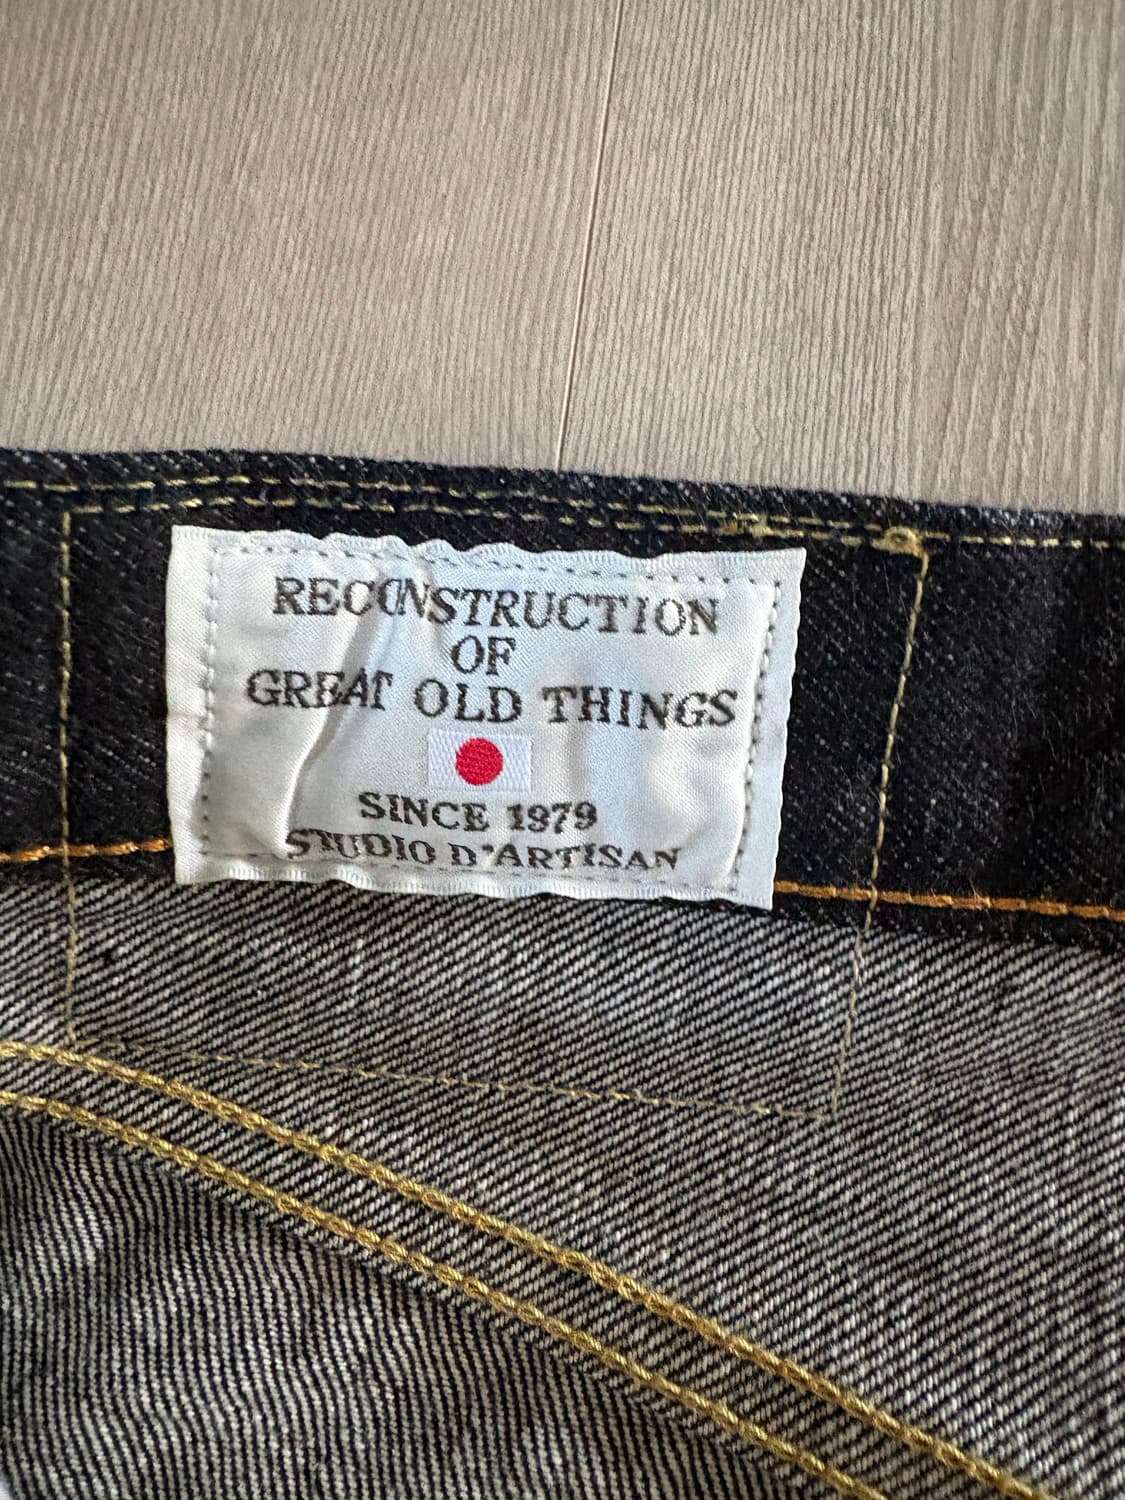 RECONSTRUCTION
OF
GREAT OLD THINGS
SINCE 1979
STUDIO D'ARTISAN